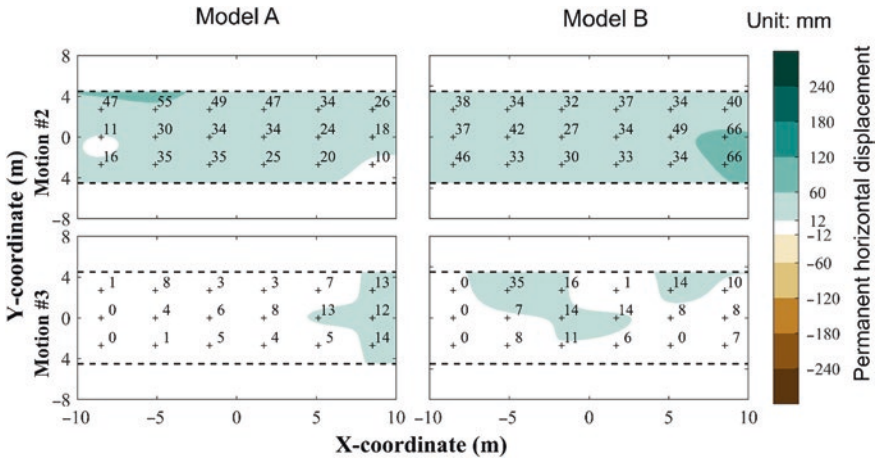 Model A
Model B
Unit: mm
Y-coordinate (m)
Motion #2
8
4
0
4
−8
47 55 49 47 34 26
11 30 34 34 24 18
16 35 35 25 20 10
38 34 32 37 34 40
37 42 27 34 49 66
46 33 30 33 34 66
Motion #3
8
4
0
4
−8
1 8 3 3 7 13
0 4 6 8 13 12
0 1 5 4 5 14
0 35 16 1 14 10
0 7 14 14 8 8
0 8 11 6 0 7
−10 −5 0 5 10
−10 −5 0 5 10
X-coordinate (m)
240
180
120
60
12
−12
−60
−120
−180
−240
Permanent horizontal displacement